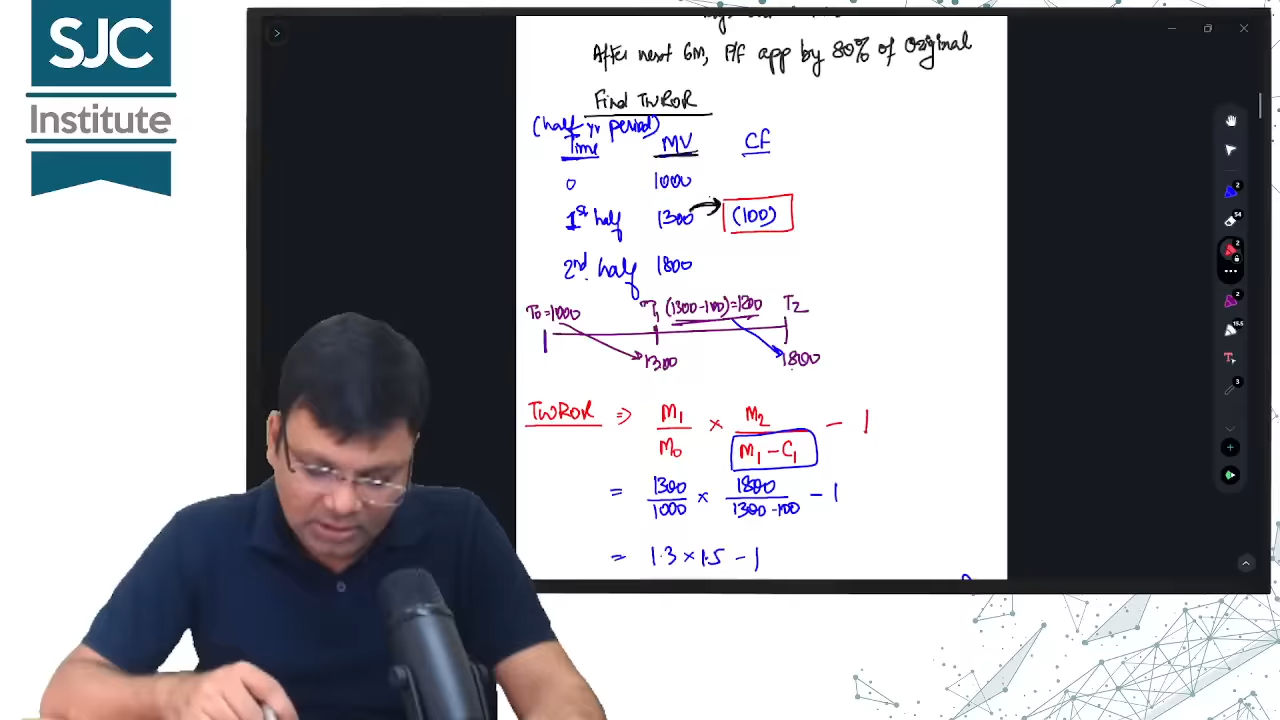 SJC
Institute
After next 6m, P/f app by 80% of Original
Find TWROR
(half-yr period)
Time MV CF
0 1000
1st half 1300 (100)
2nd half 1800
T0=1000 T1 (1300-100)=1200 T2
1300 1800
TWROR ⇒ M1/M0 × M2/(M1-C1) - 1
= 1300/1000 × 1800/1300-100 - 1
= 1.3×1.5-1